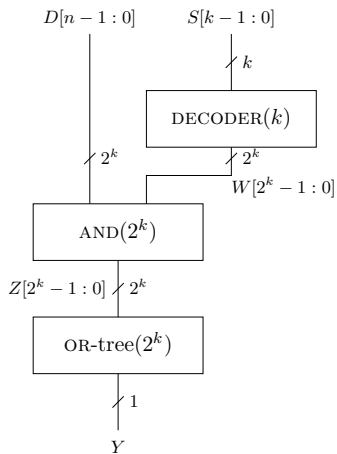 D[n − 1 : 0]
S[k − 1 : 0]
k
DECODER(k)
2^k
2^k
W[2^k − 1 : 0]
AND(2^k)
Z[2^k − 1 : 0]
2^k
OR-tree(2^k)
1
Y